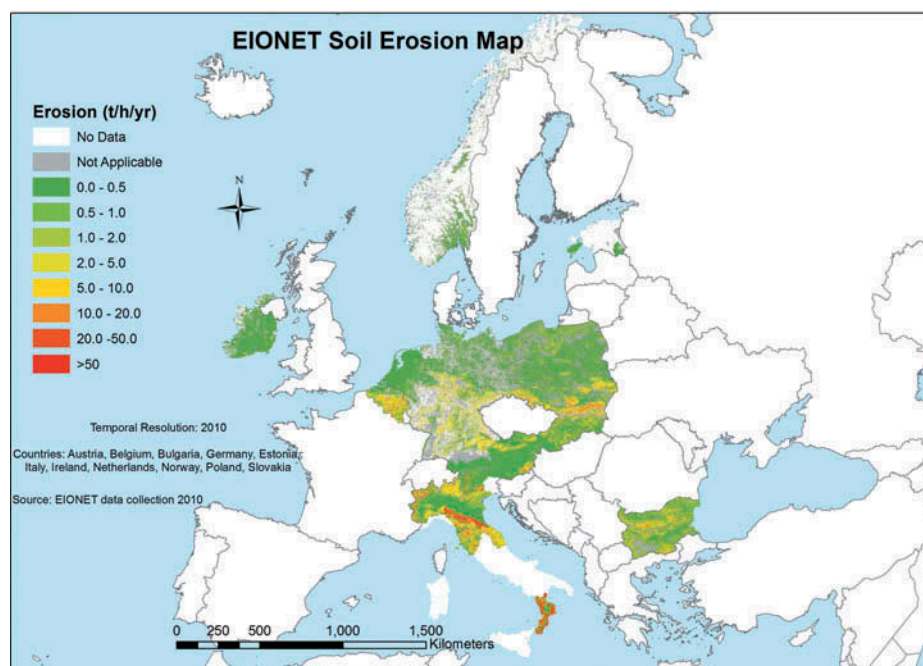 EIONET Soil Erosion Map
Erosion (t/h/yr)
No Data
Not Applicable
0.0 - 0.5
0.5 - 1.0
1.0 - 2.0
2.0 - 5.0
5.0 - 10.0
10.0 - 20.0
20.0 -50.0
>50
N
Temporal Resolution: 2010
Countries: Austria, Belgium, Bulgaria, Germany, Estonia,
Italy, Ireland, Netherlands, Norway, Poland, Slovakia
Source: EIONET data collection 2010
0 250 500 1,000 1,500
Kilometers